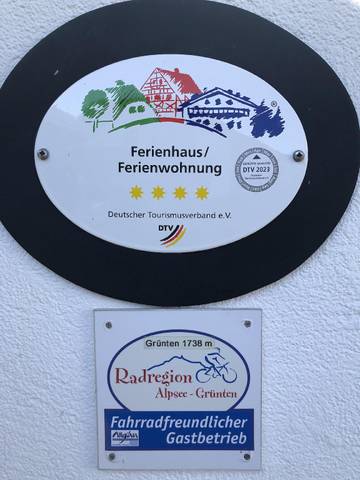 ®
Ferienhaus/
Ferienwohnung
DTV 2023
Deutscher Tourismusverband e.V.
DTV
Grünten 1738 m
Radregion
Alpsee - Grünten
Fahrradfreundlicher
Allgäu
Gastbetrieb